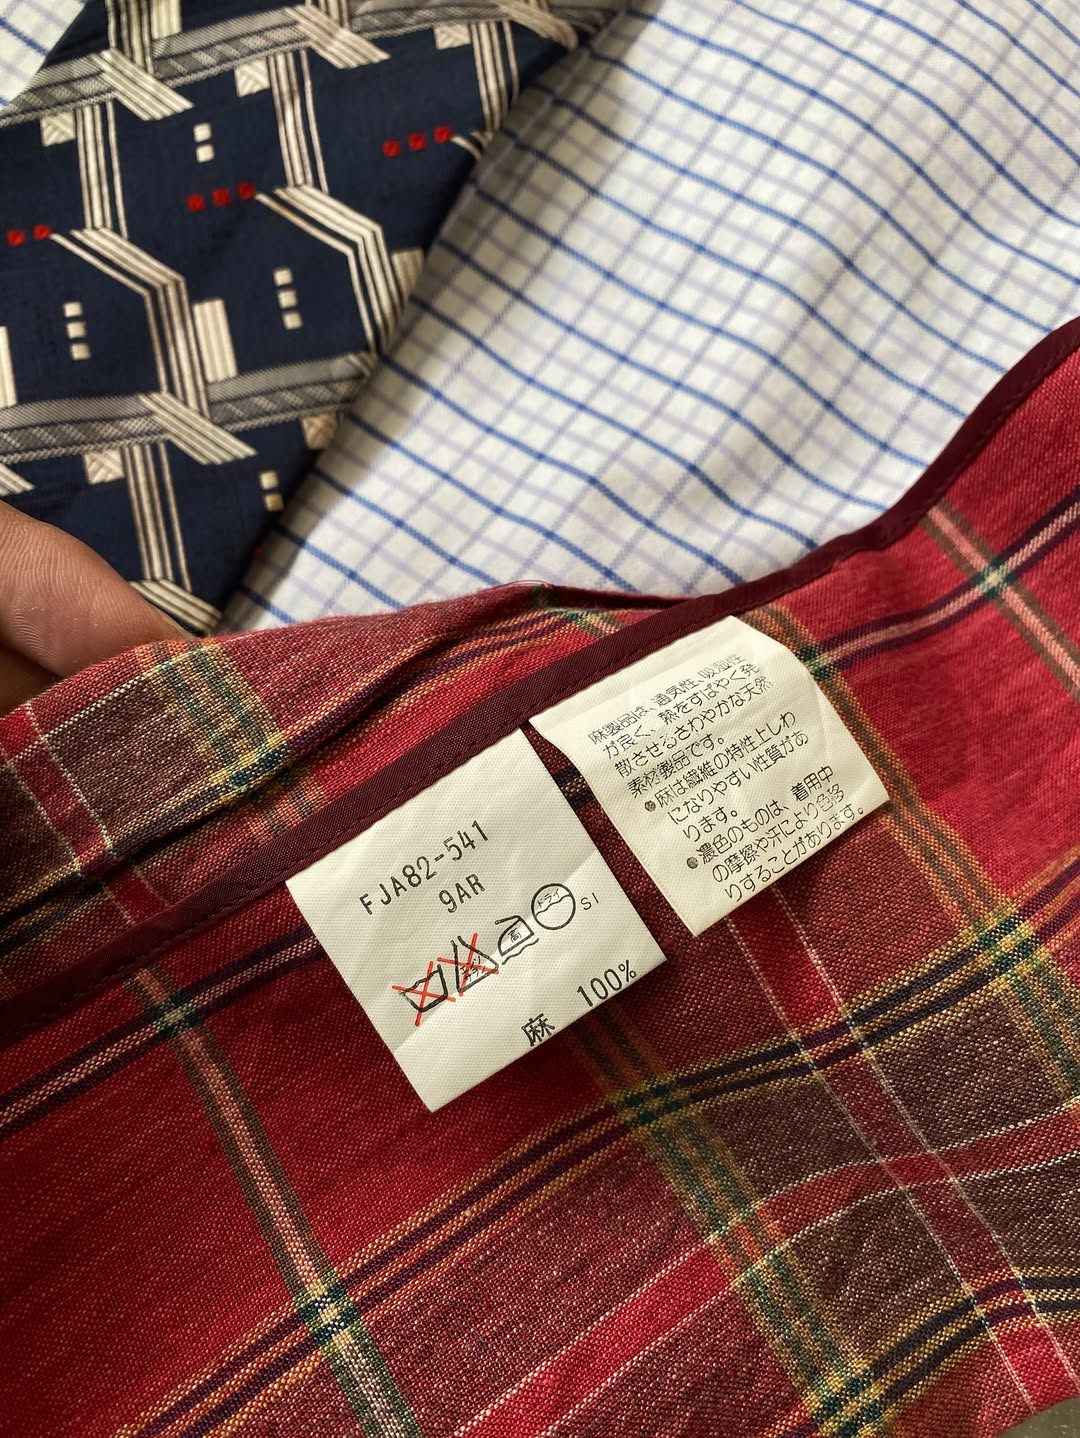 FJA82-541
9AR
エンソ
高
ドライ
SI
麻 100%
麻製品は、通気性、吸湿性
が良く、熱をすばやく発
散させるさわやかな天然
素材製品です。
●麻は繊維の特性上しわ
になりやすい性質があ
ります。
●濃色のものは、着用中
の摩擦や汗により色移
りすることがあります。